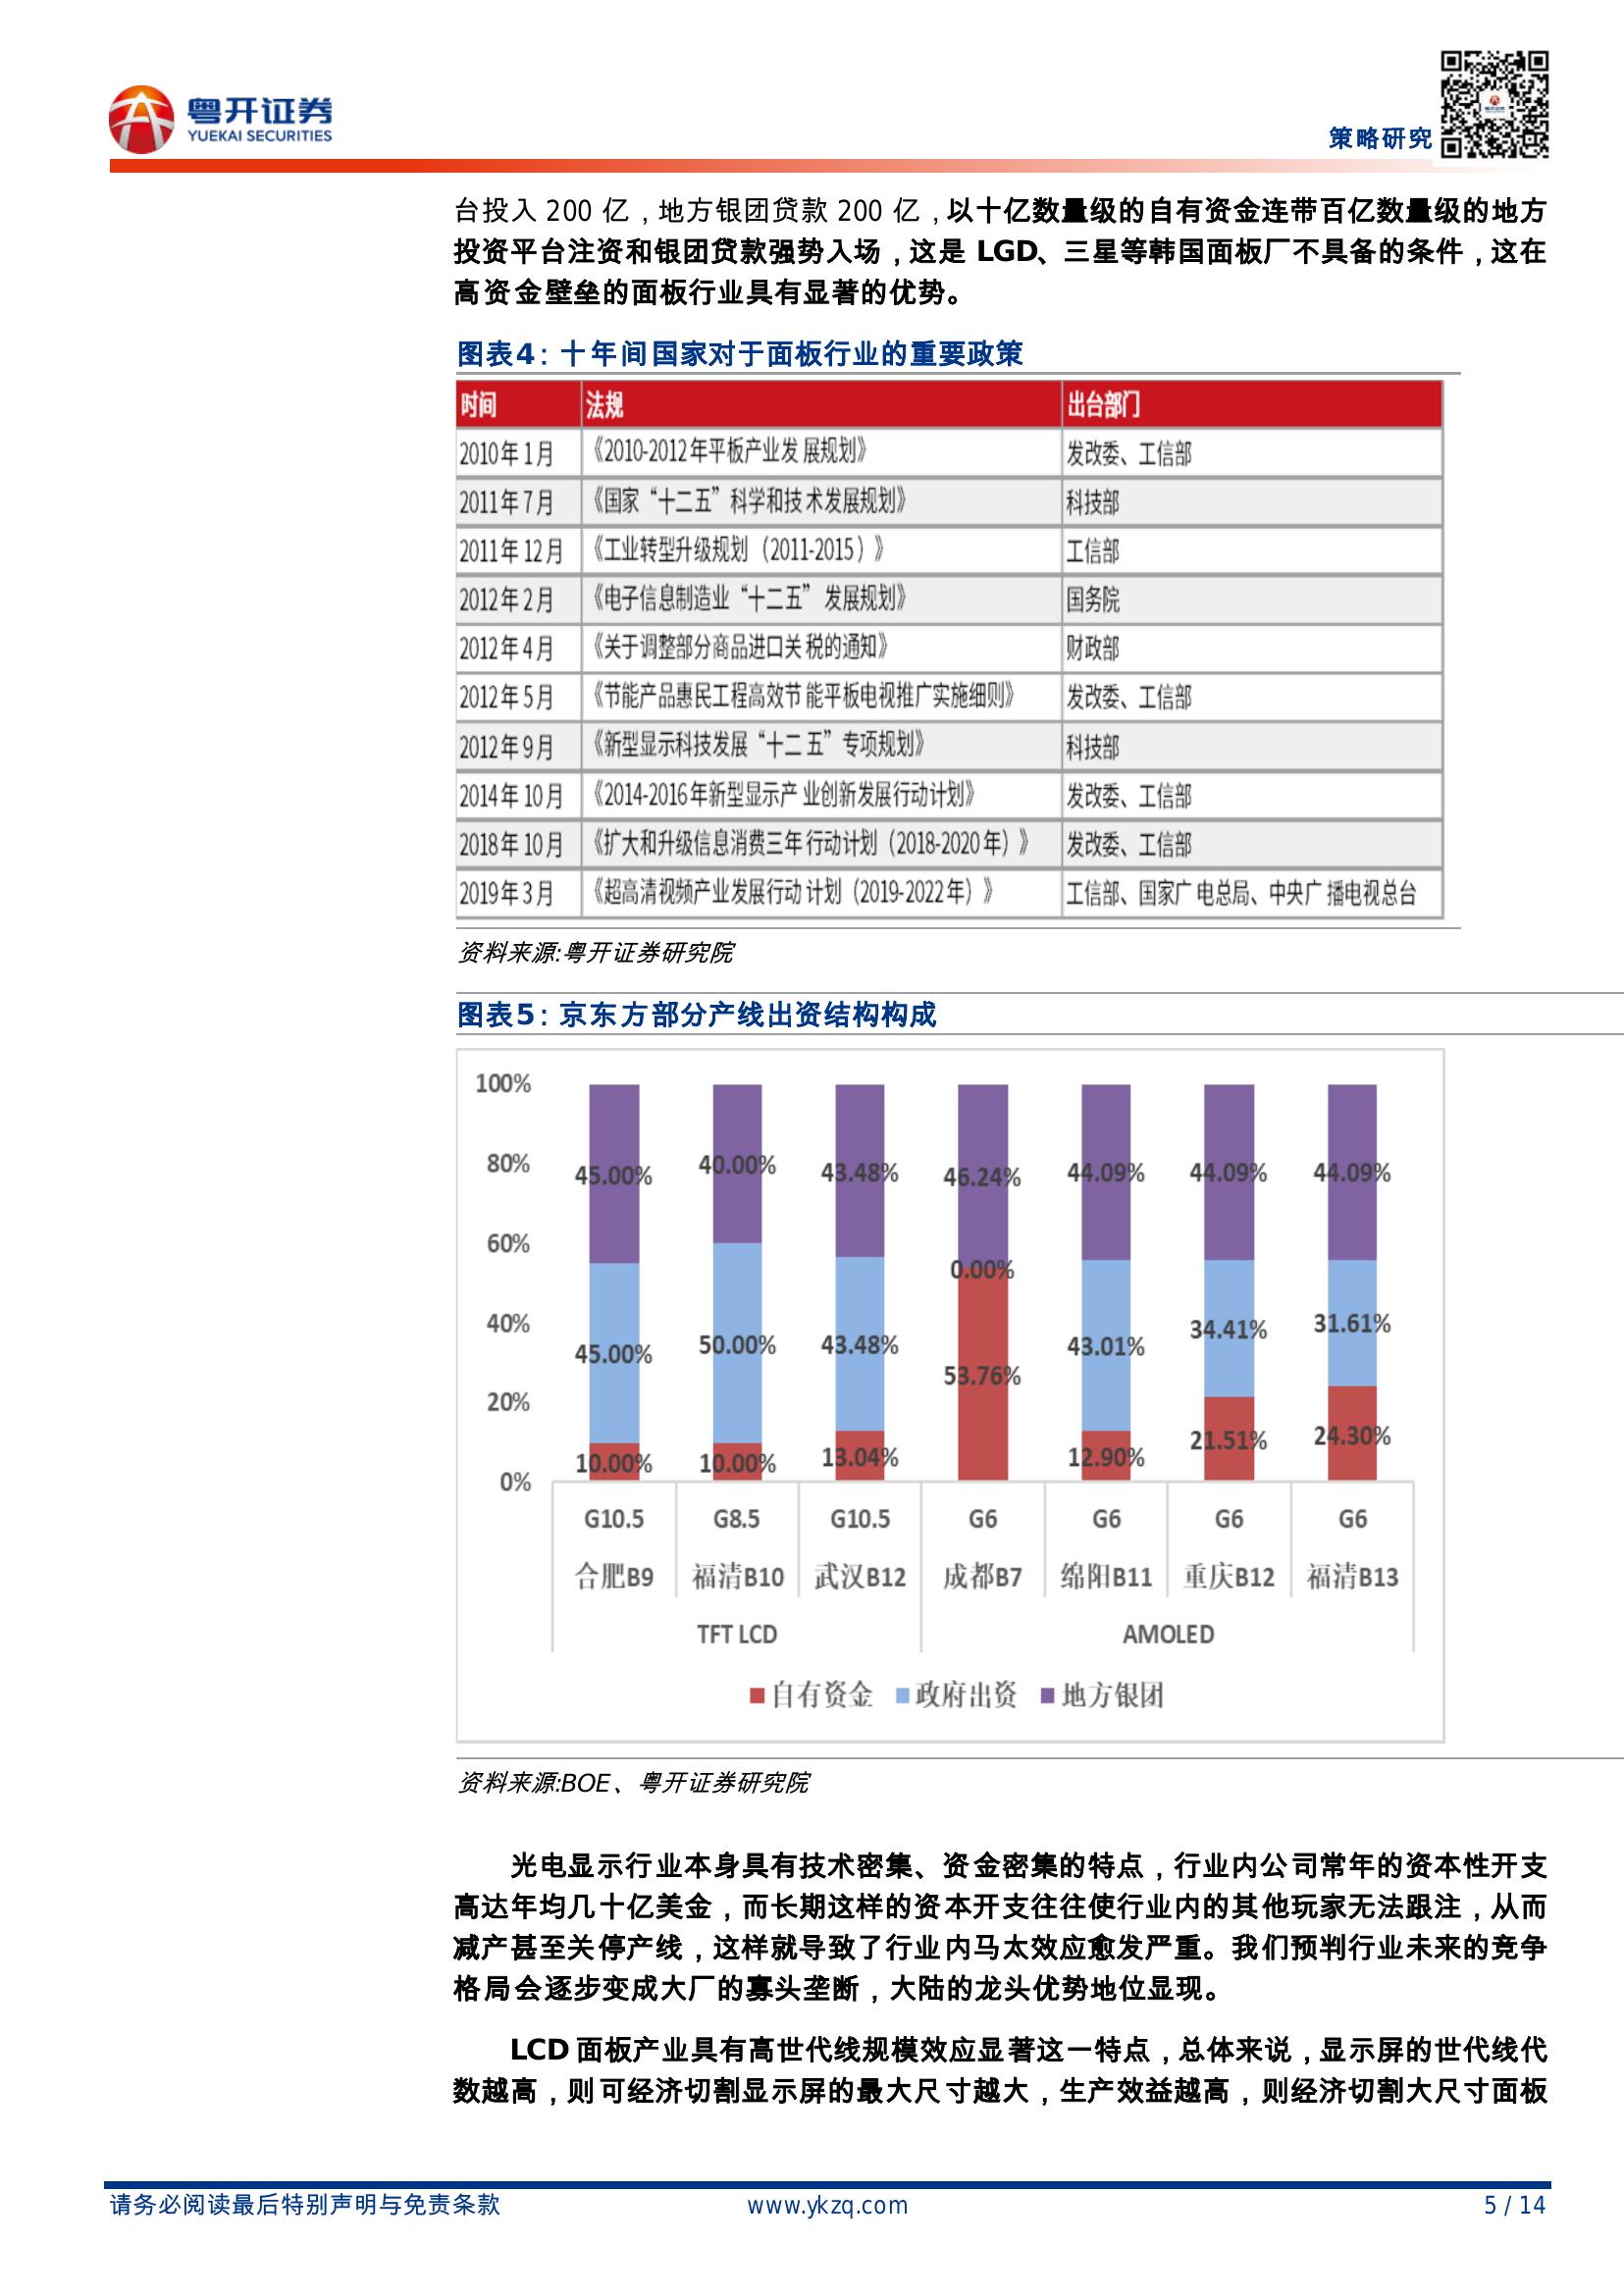 粤开证券
YUEKAI SECURITIES
策略研究
台投入 200 亿，地方银团贷款 200 亿，以十亿数量级的自有资金连带百亿数量级的地方
投资平台注资和银团贷款强势入场，这是 LGD、三星等韩国面板厂不具备的条件，这在
高资金壁垒的面板行业具有显著的优势。
图表4：十年间国家对于面板行业的重要政策
时间 法规 出台部门
2010年1月 《2010-2012年平板产业发展规划》 发改委、工信部
2011年7月 《国家“十二五”科学和技术发展规划》 科技部
2011年12月 《工业转型升级规划（2011-2015）》 工信部
2012年2月 《电子信息制造业“十二五” 发展规划》 国务院
2012年4月 《关于调整部分商品进口关税的通知》 财政部
2012年5月 《节能产品惠民工程高效节能平板电视推广实施细则》 发改委、工信部
2012年9月 《新型显示科技发展“十二五”专项规划》 科技部
2014年10月 《2014-2016年新型显示产业创新发展行动计划》 发改委、工信部
2018年10月 《扩大和升级信息消费三年行动计划（2018-2020年）》 发改委、工信部
2019年3月 《超高清视频产业发展行动计划（2019-2022年）》 工信部、国家广电总局、中央广播电视总台
资料来源:粤开证券研究院
图表5：京东方部分产线出资结构构成
100%
80%
60%
40%
20%
0%
45.00% 40.00% 43.48% 46.24% 44.09% 44.09% 44.09%
45.00% 50.00% 43.48% 0.00% 43.01% 34.41% 31.61%
10.00% 10.00% 13.04% 53.76% 12.90% 21.51% 24.30%
G10.5 G8.5 G10.5 G6 G6 G6 G6
合肥B9 福清B10 武汉B12 成都B7 绵阳B11 重庆B12 福清B13
TFT LCD AMOLED
自有资金 政府出资 地方银团
资料来源:BOE、粤开证券研究院
光电显示行业本身具有技术密集、资金密集的特点，行业内公司常年的资本性开支
高达年均几十亿美金，而长期这样的资本开支往往使行业内的其他玩家无法跟注，从而
减产甚至关停产线，这样就导致了行业内马太效应愈发严重。我们预判行业未来的竞争
格局会逐步变成大厂的寡头垄断，大陆的龙头优势地位显现。
LCD 面板产业具有高世代线规模效应显著这一特点，总体来说，显示屏的世代线代
数越高，则可经济切割显示屏的最大尺寸越大，生产效益越高，则经济切割大尺寸面板
请务必阅读最后特别声明与免责条款 www.ykzq.com 5 / 14